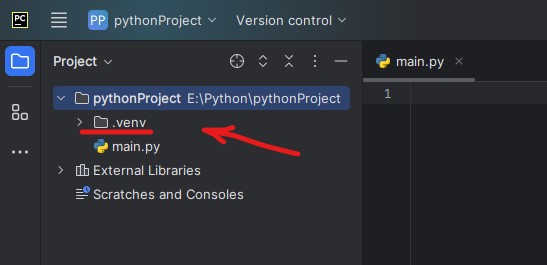 PC
PP pythonProject Version control
Project
main.py
pythonProject E:\Python\pythonProject
1
.venv
main.py
External Libraries
Scratches and Consoles